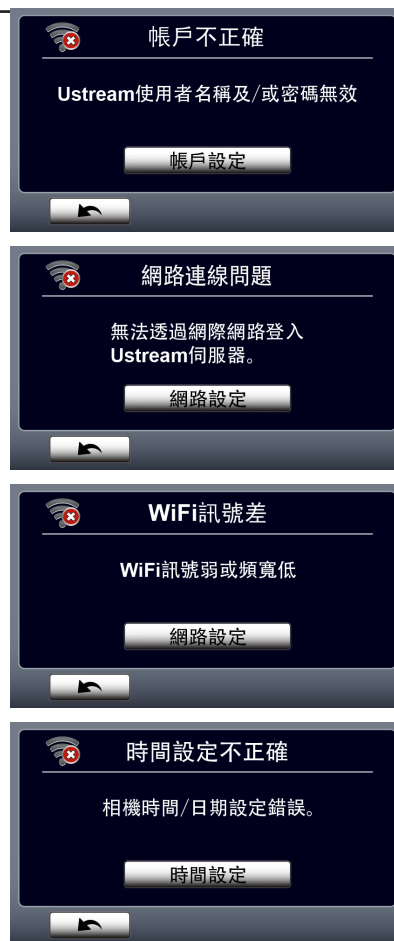 帳戶不正確
Ustream使用者名稱及/或密碼無效
帳戶設定
網路連線問題
無法透過網際網路登入
Ustream伺服器。
網路設定
WiFi訊號差
WiFi訊號弱或頻寬低
網路設定
時間設定不正確
相機時間/日期設定錯誤。
時間設定